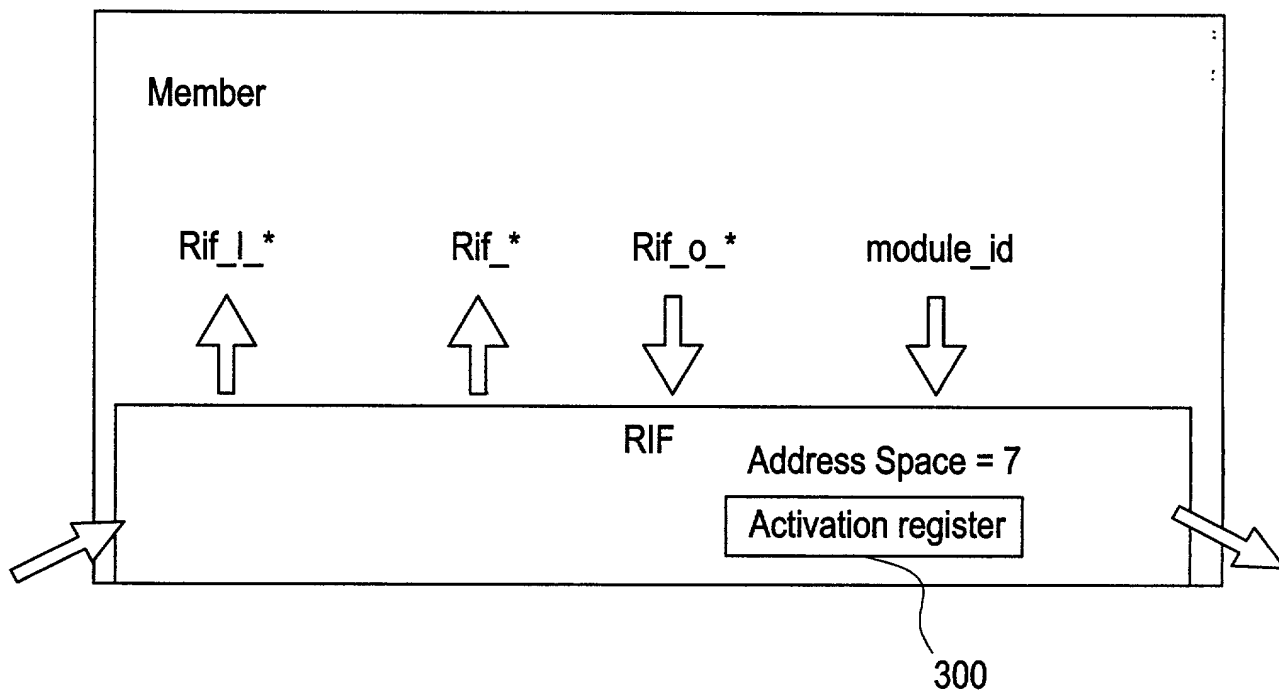 Member
Rif_I_* Rif_* Rif_o_* module_id
RIF
Address Space = 7
Activation register
300